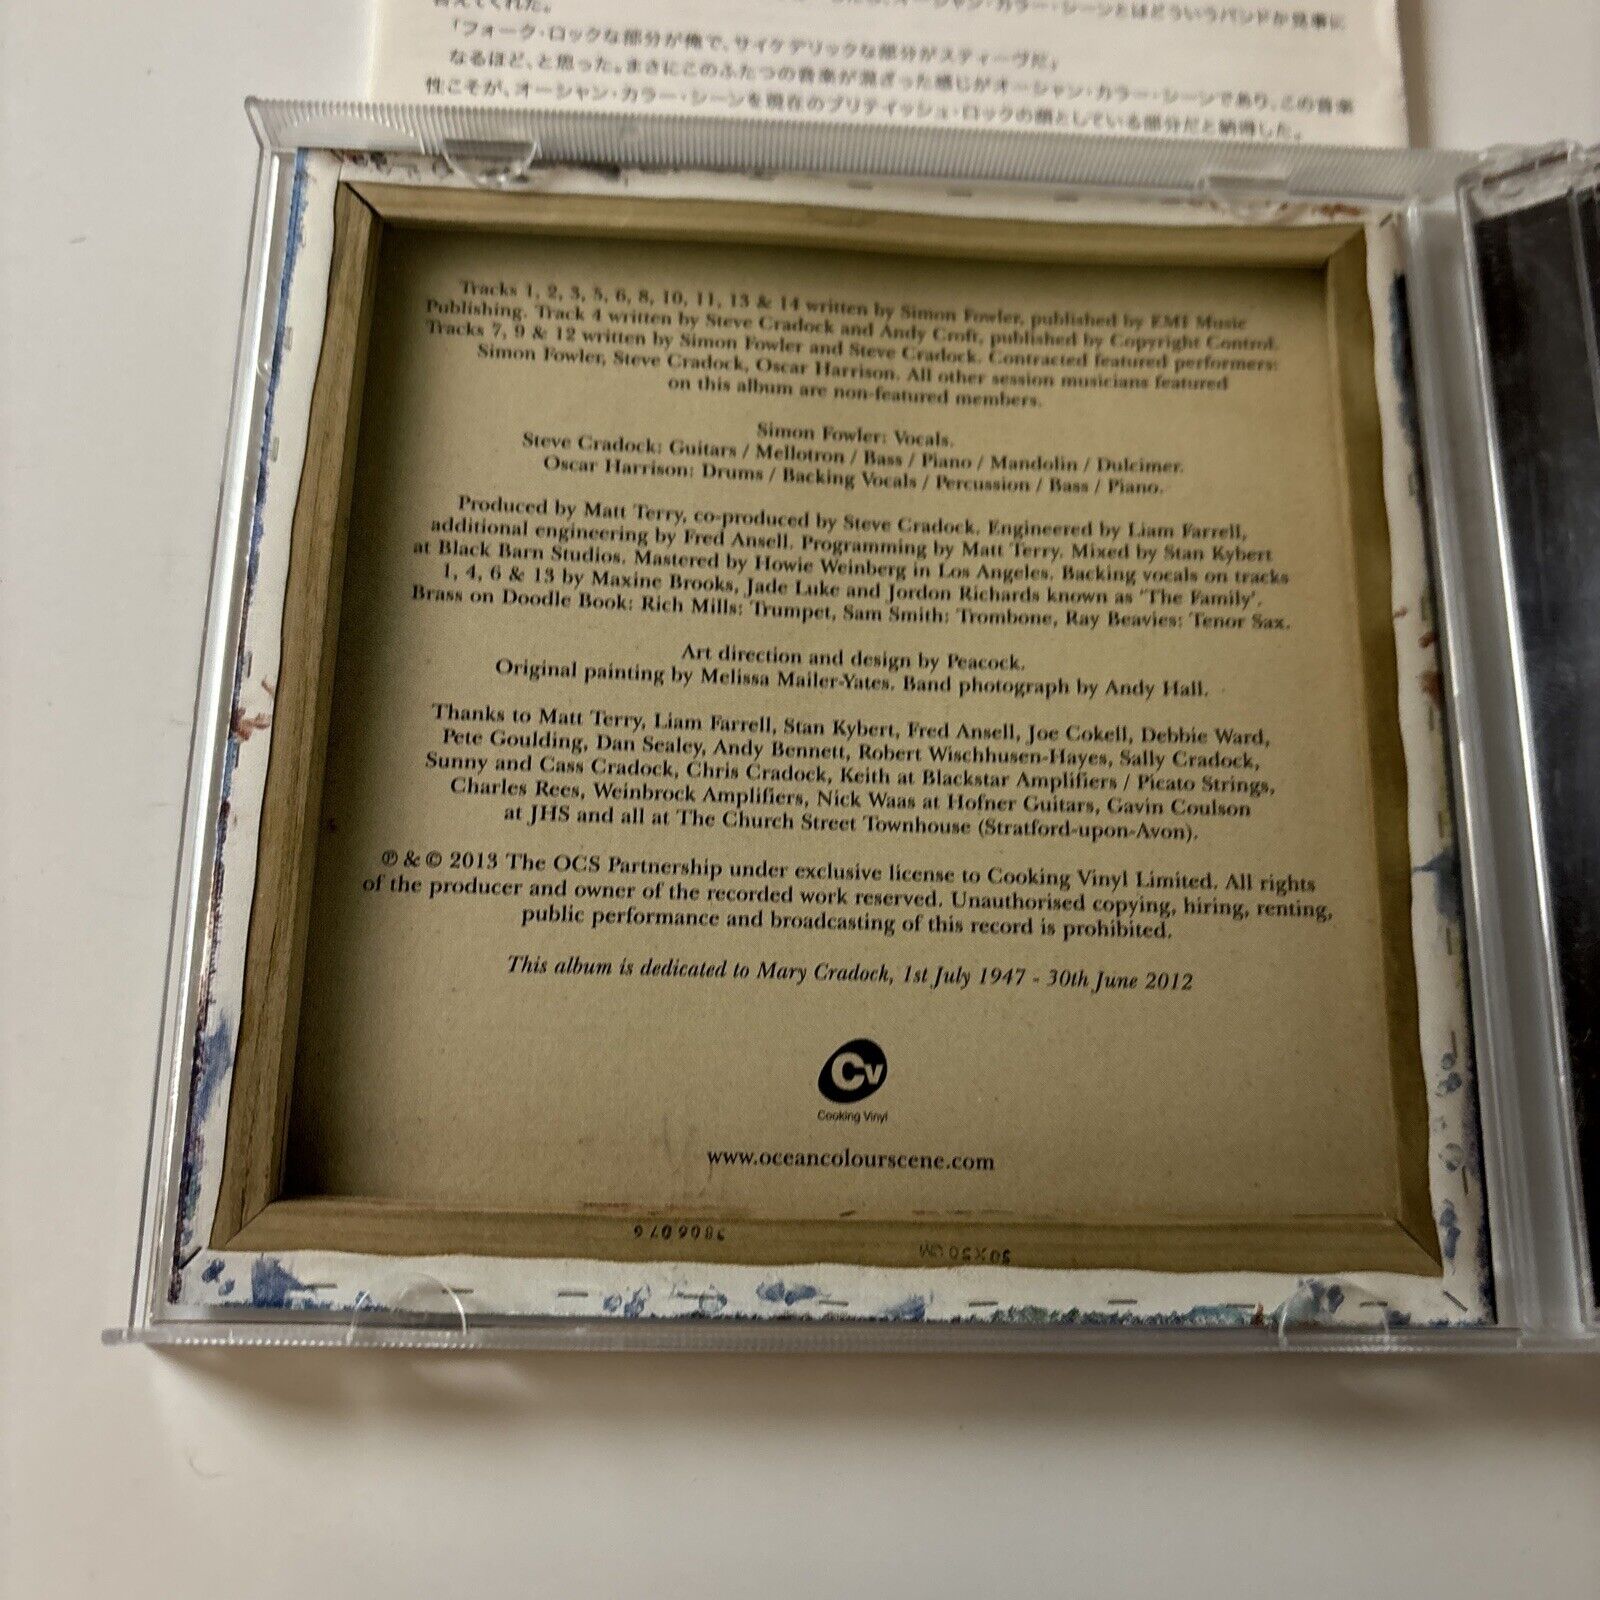 答えてくれた。
「フォーク・ロックな部分が俺で、サイケデリックな部分がスティーヴだ」
なるほど、と思った。まさにこのふたつの音楽が混ざった感じがオーシャン・カラー・シーンであり、この音楽
性こそが、オーシャン・カラー・シーンを現在のブリティッシュ・ロックの顔としている部分だと納得した。
Tracks 1, 2, 3, 5, 6, 8, 10, 11, 13 & 14 written by Simon Fowler, published by EMI Music
Publishing. Track 4 written by Steve Cradock and Andy Croft, published by Copyright Control.
Tracks 7, 9 & 12 written by Simon Fowler and Steve Cradock. Contracted featured performers:
Simon Fowler, Steve Cradock, Oscar Harrison. All other session musicians featured
on this album are non-featured members.
Simon Fowler: Vocals.
Steve Cradock: Guitars / Mellotron / Bass / Piano / Mandolin / Dulcimer.
Oscar Harrison: Drums / Backing Vocals / Percussion / Bass / Piano.
Produced by Matt Terry, co-produced by Steve Cradock. Engineered by Liam Farrell,
additional engineering by Fred Ansell. Programming by Matt Terry. Mixed by Stan Kybert
at Black Barn Studios. Mastered by Howie Weinberg in Los Angeles. Backing vocals on tracks
1, 4, 6 & 13 by Maxine Brooks, Jade Luke and Jordon Richards known as 'The Family'.
Brass on Doodle Book: Rich Mills: Trumpet, Sam Smith: Trombone, Ray Beavies: Tenor Sax.
Art direction and design by Peacock.
Original painting by Melissa Mailer-Yates. Band photograph by Andy Hall.
Thanks to Matt Terry, Liam Farrell, Stan Kybert, Fred Ansell, Joe Cokell, Debbie Ward,
Pete Goulding, Dan Sealey, Andy Bennett, Robert Wischhusen-Hayes, Sally Cradock,
Sunny and Cass Cradock, Chris Cradock, Keith at Blackstar Amplifiers / Picato Strings,
Charles Rees, Weinbrock Amplifiers, Nick Waas at Hofner Guitars, Gavin Coulson
at JHS and all at The Church Street Townhouse (Stratford-upon-Avon).
℗ & © 2013 The OCS Partnership under exclusive license to Cooking Vinyl Limited. All rights
of the producer and owner of the recorded work reserved. Unauthorised copying, hiring, renting,
public performance and broadcasting of this record is prohibited.
This album is dedicated to Mary Cradock, 1st July 1947 - 30th June 2012
Cv
Cooking Vinyl
www.oceancolourscene.com
50X50CM